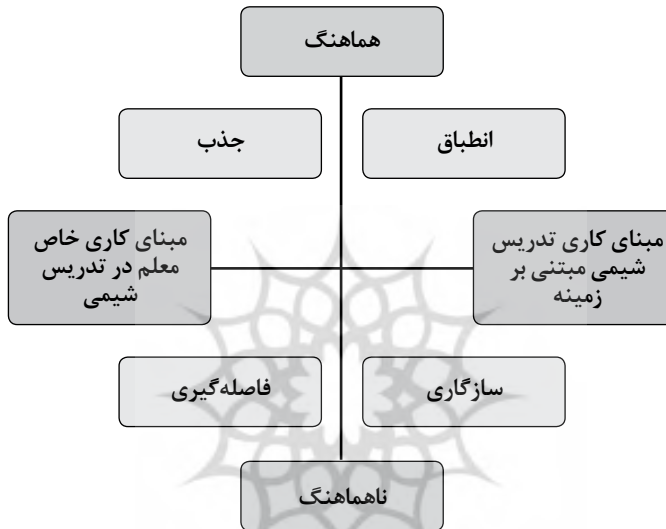 هماهنگ
انطباق
جذب
مبنای کاری تدریس
شیمی مبتنی بر
زمینه
مبنای کاری خاص
معلم در تدریس
شیمی
سازگاری
فاصله‌گیری
ناهماهنگ